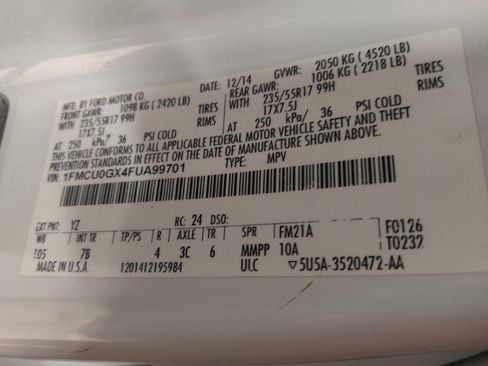 MFD. BY FORD MOTOR CO.
DATE: 12/14 GVWR: 2050 KG (4520 LB)
FRONT GAWR: 1098 KG (2420 LB) REAR GAWR: 1006 KG (2218 LB)
WITH 235/55R17 99H TIRES WITH 235/55R17 99H TIRES
17X7.5J RIMS 17X7.5J RIMS
AT 250 kPa/ 36 PSI COLD AT 250 kPa/ 36 PSI COLD
THIS VEHICLE CONFORMS TO ALL APPLICABLE FEDERAL MOTOR VEHICLE SAFETY AND THEFT
PREVENTION STANDARDS IN EFFECT ON THE DATE OF MANUFACTURE SHOWN ABOVE.
VIN: 1FMCU0GX4FUA99701 TYPE: MPV
EXT PNT: YZ RC: 24 DSO:
WB INT TR TP/PS R AXLE TR SPR FM21A F0126
105 7B 4 3C 6 MMPP 10A T0232
MADE IN U.S.A. 1201412195984 ULC ▽5U5A-3520472-AA